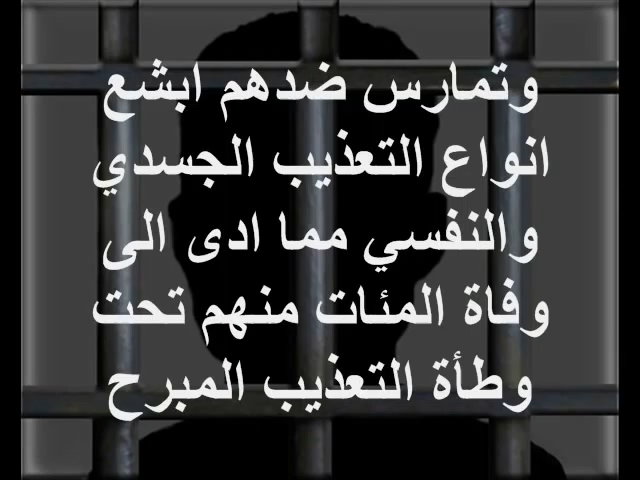 وتمارس ضدهم ابشع
انواع التعذيب الجسدي
والنفسي مما ادى الى
وفاة المئات منهم تحت
وطأة التعذيب المبرح